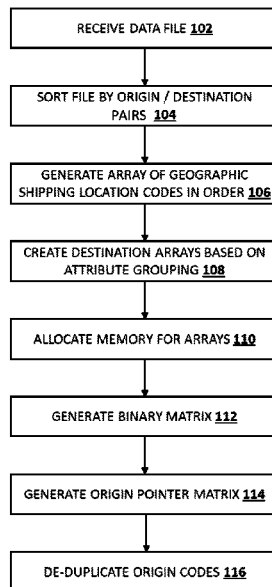 RECEIVE DATA FILE 102
SORT FILE BY ORIGIN / DESTINATION
PAIRS 104
GENERATE ARRAY OF GEOGRAPHIC
SHIPPING LOCATION CODES IN ORDER 106
CREATE DESTINATION ARRAYS BASED ON
ATTRIBUTE GROUPING 108
ALLOCATE MEMORY FOR ARRAYS 110
GENERATE BINARY MATRIX 112
GENERATE ORIGIN POINTER MATRIX 114
DE-DUPLICATE ORIGIN CODES 116